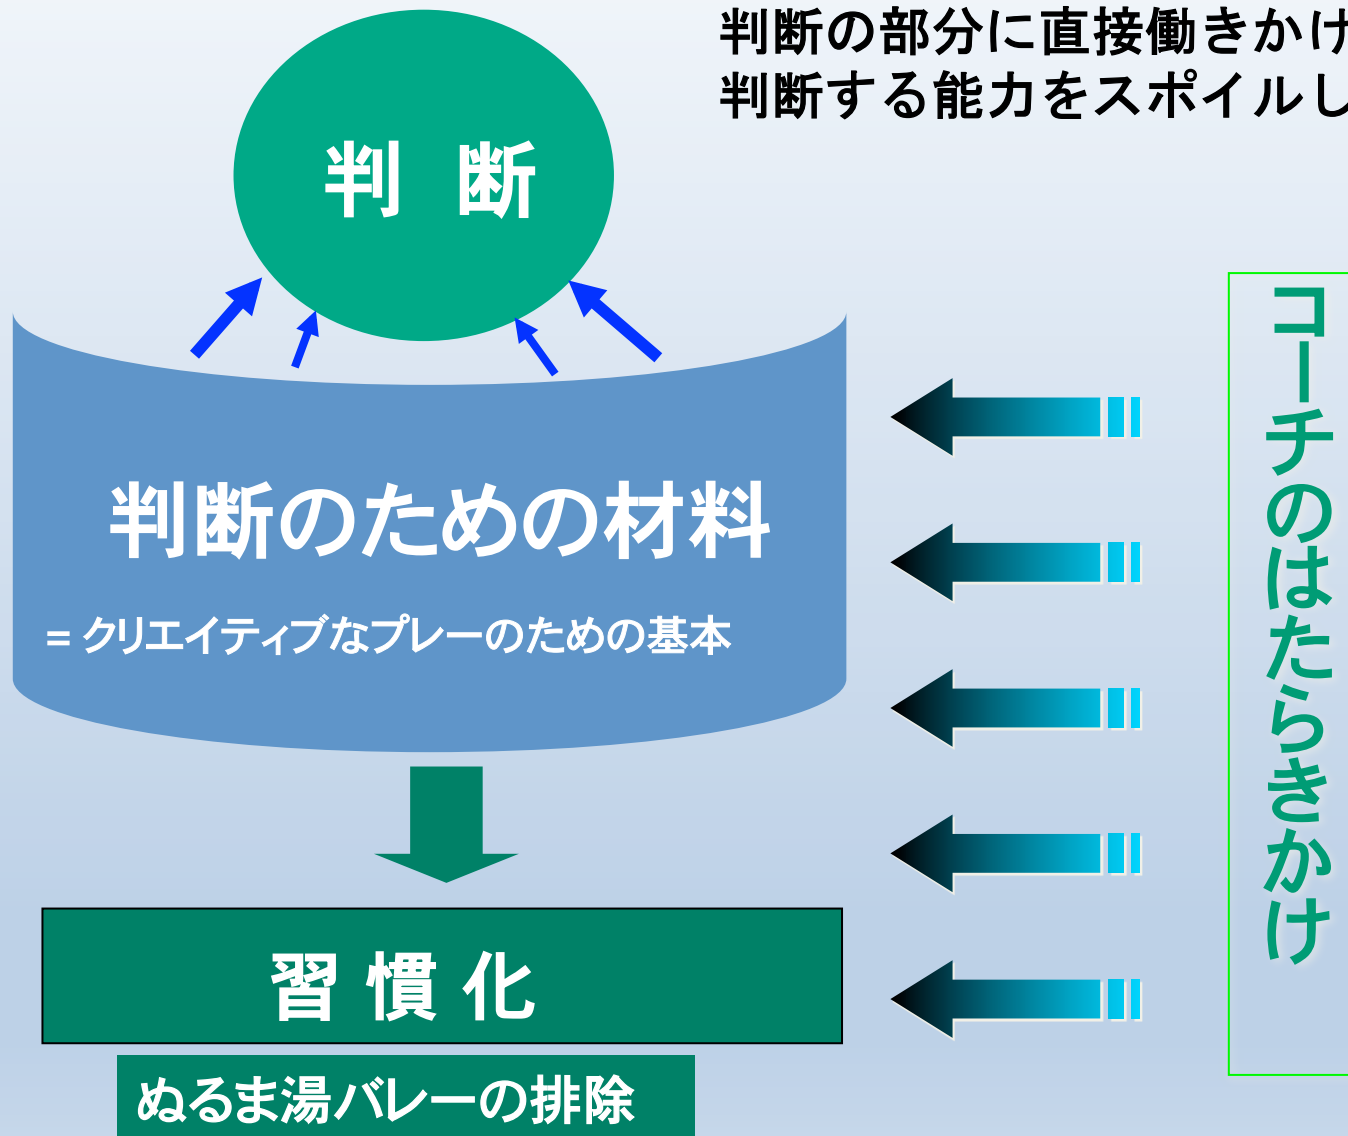 判断の部分に直接働きかけ
判断する能力をスポイルし
判 断
判断のための材料
= クリエイティブなプレーのための基本
コーチのはたらきかけ
習 慣 化
ぬるま湯バレーの排除